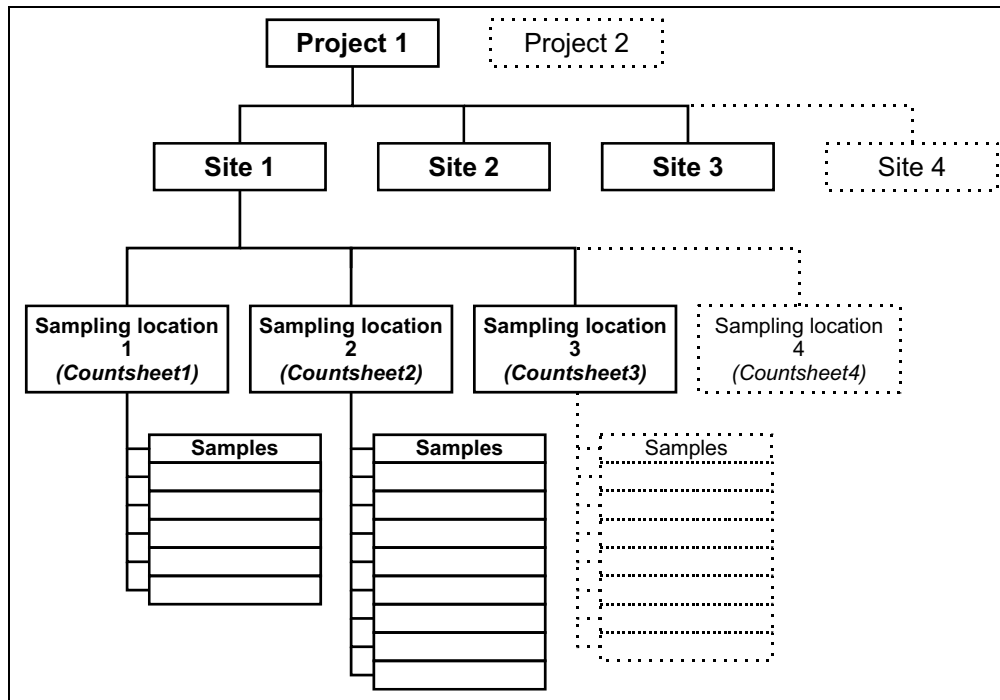 Project 1
Project 2
Site 1
Site 2
Site 3
Site 4
Sampling location
1
(Countsheet1)
Sampling location
2
(Countsheet2)
Sampling location
3
(Countsheet3)
Sampling location
4
(Countsheet4)
Samples
Samples
Samples